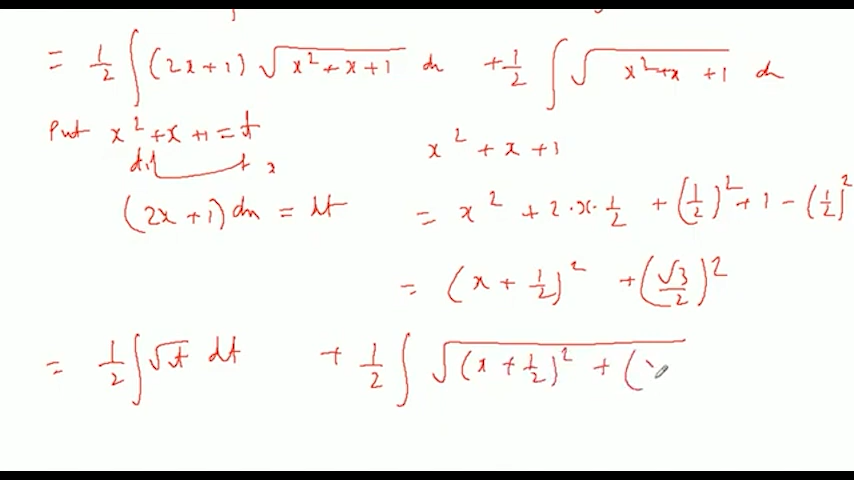 = 1/2 ∫ (2x+1) √(x² + x + 1) dx + 1/2 ∫ √(x² + x + 1) dx
Put x² + x + 1 = t
x² + x + 1
(2x + 1) dx = dt
= x² + 2·x·1/2 + (1/2)² + 1 - (1/2)²
= (x + 1/2)² + (√3/2)²
= 1/2 ∫ √t dt + 1/2 ∫ √(x + 1/2)² + (